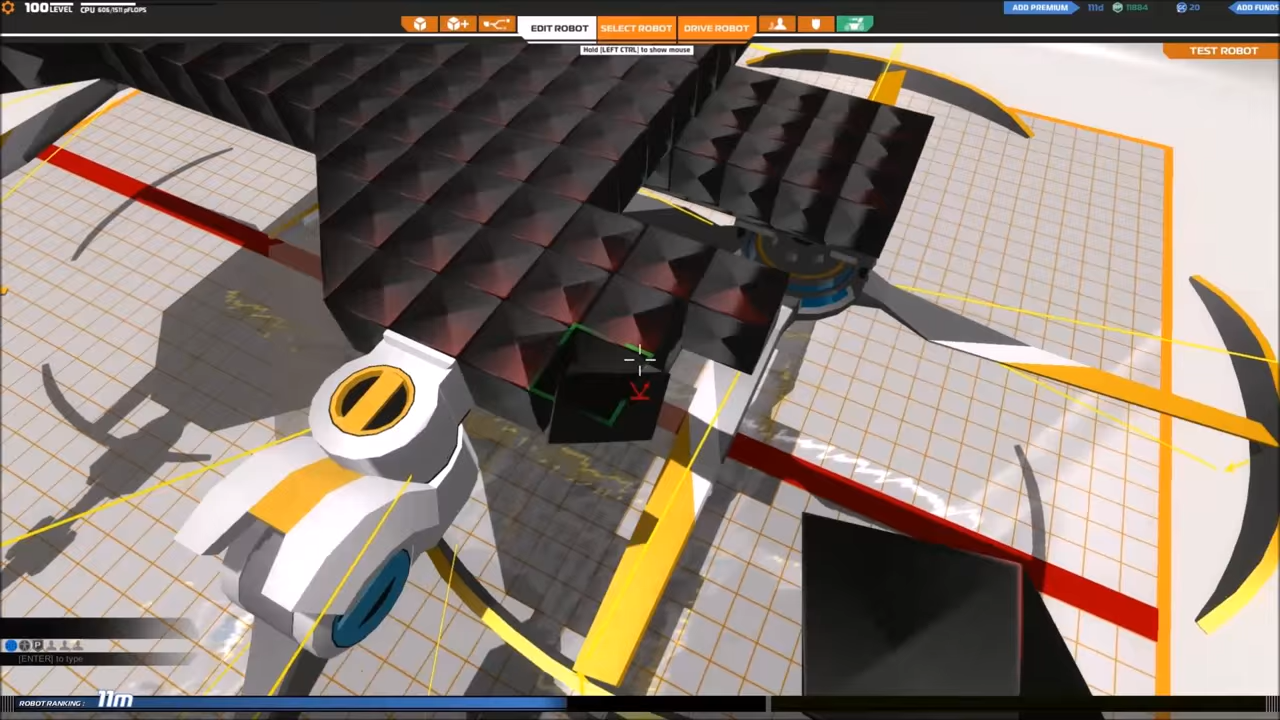 100 LEVEL
EDIT ROBOT
SELECT ROBOT
DRIVE ROBOT
ADD PREMIUM
111d
11884
20
ADD FUNDS
Hold [LEFT CTRL] to show mouse
TEST ROBOT
P
[ENTER] to type
ROBOT RANKING :
11m